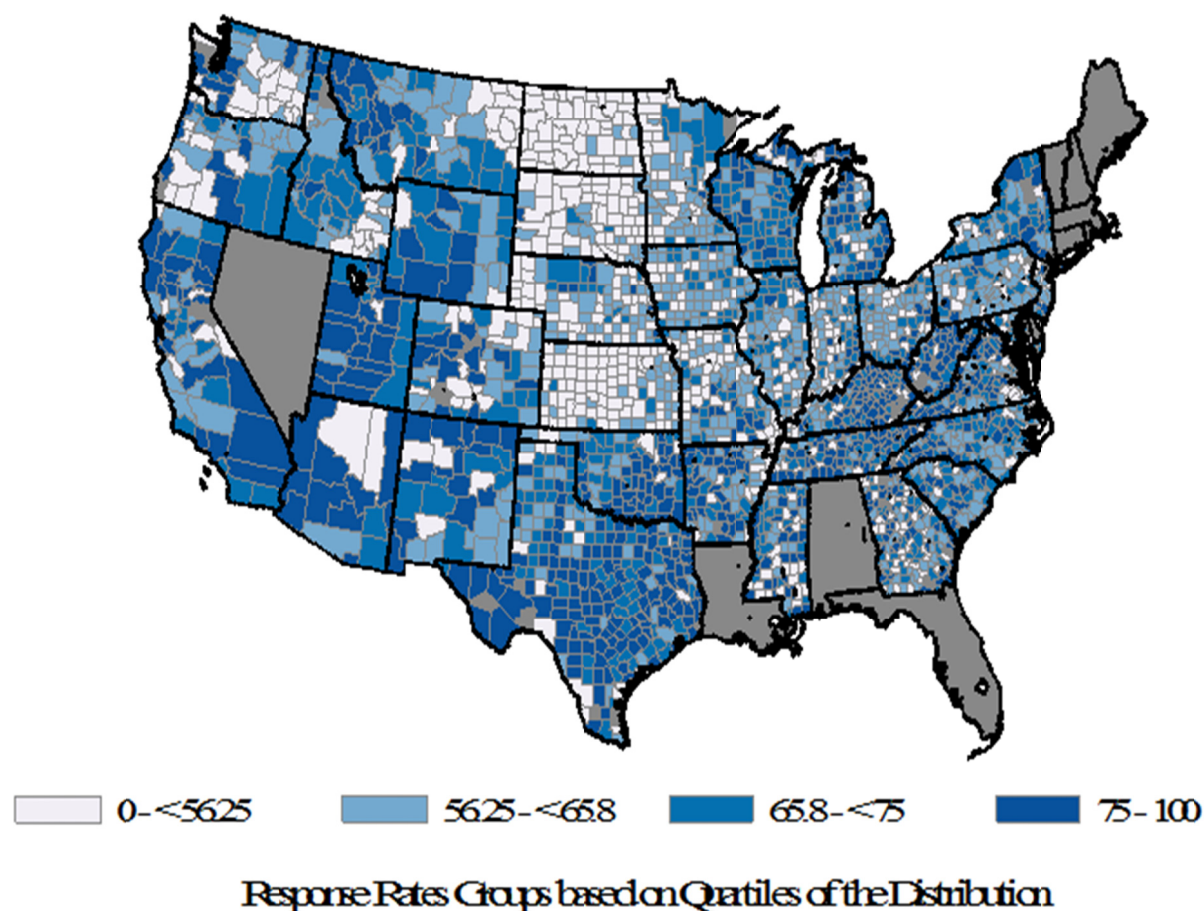 0 - <56.25 56.25 - <65.8 65.8 - <75 75 - 100
Response Rates Groups based on Quartiles of the Distribution